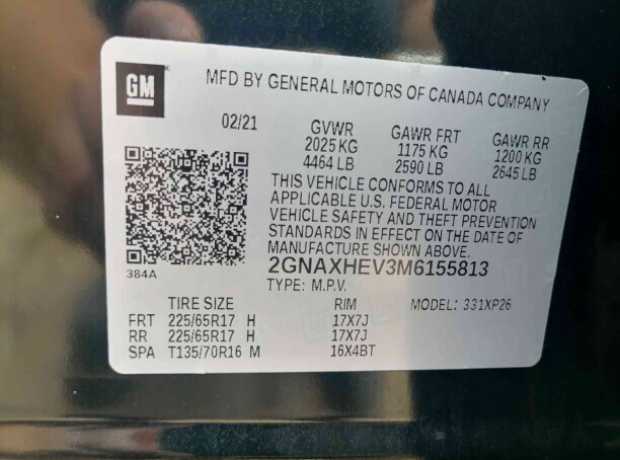 GM
MFD BY GENERAL MOTORS OF CANADA COMPANY
02/21 GVWR GAWR FRT GAWR RR
2025 KG 1175 KG 1200 KG
4464 LB 2590 LB 2645 LB
THIS VEHICLE CONFORMS TO ALL
APPLICABLE U.S. FEDERAL MOTOR
VEHICLE SAFETY AND THEFT PREVENTION
STANDARDS IN EFFECT ON THE DATE OF
MANUFACTURE SHOWN ABOVE.
384A 2GNAXHEV3M6155813
TYPE: M.P.V.
TIRE SIZE RIM MODEL: 331XP26
FRT 225/65R17 H 17X7J
RR 225/65R17 H 17X7J
SPA T135/70R16 M 16X4BT